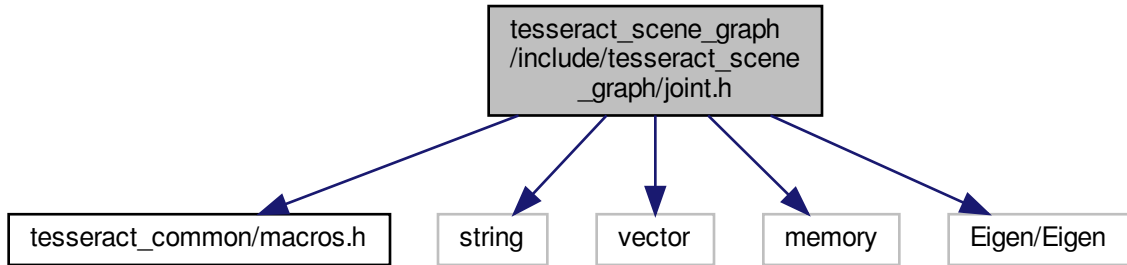 tesseract_scene_graph
/include/tesseract_scene
_graph/joint.h
tesseract_common/macros.h
string
vector
memory
Eigen/Eigen